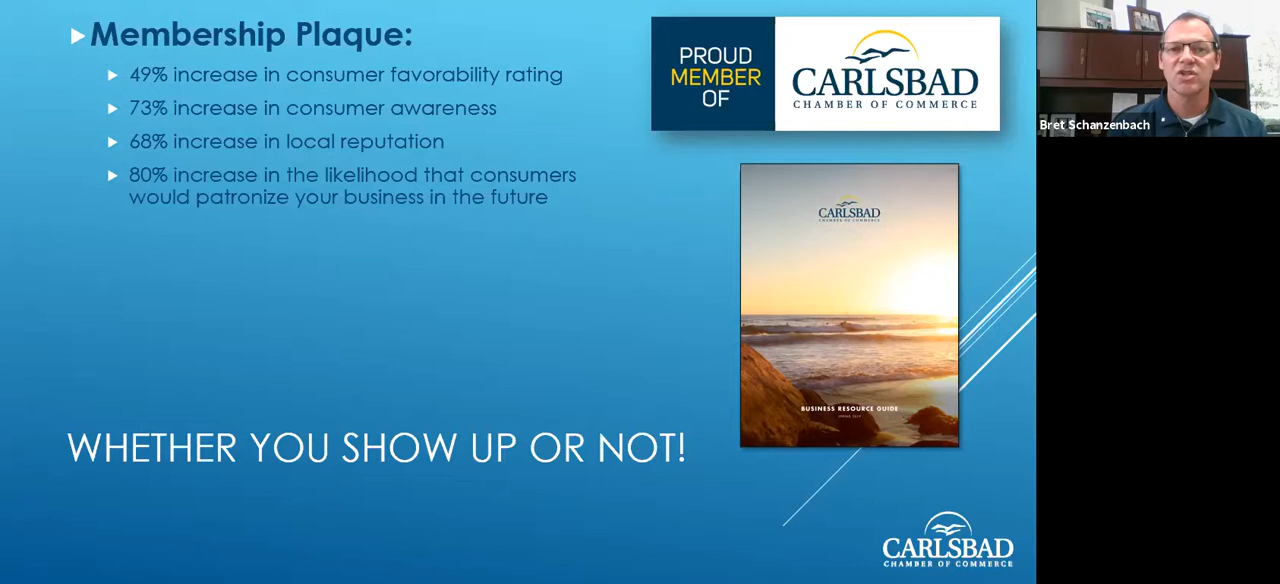 Membership Plaque:
49% increase in consumer favorability rating
73% increase in consumer awareness
68% increase in local reputation
80% increase in the likelihood that consumers
would patronize your business in the future
WHETHER YOU SHOW UP OR NOT!
PROUD
MEMBER
OF
CARLSBAD
CHAMBER OF COMMERCE
CARLSBAD
CHAMBER OF COMMERCE
BUSINESS RESOURCE GUIDE
CARLSBAD
CHAMBER OF COMMERCE
Bret Schanzenbach